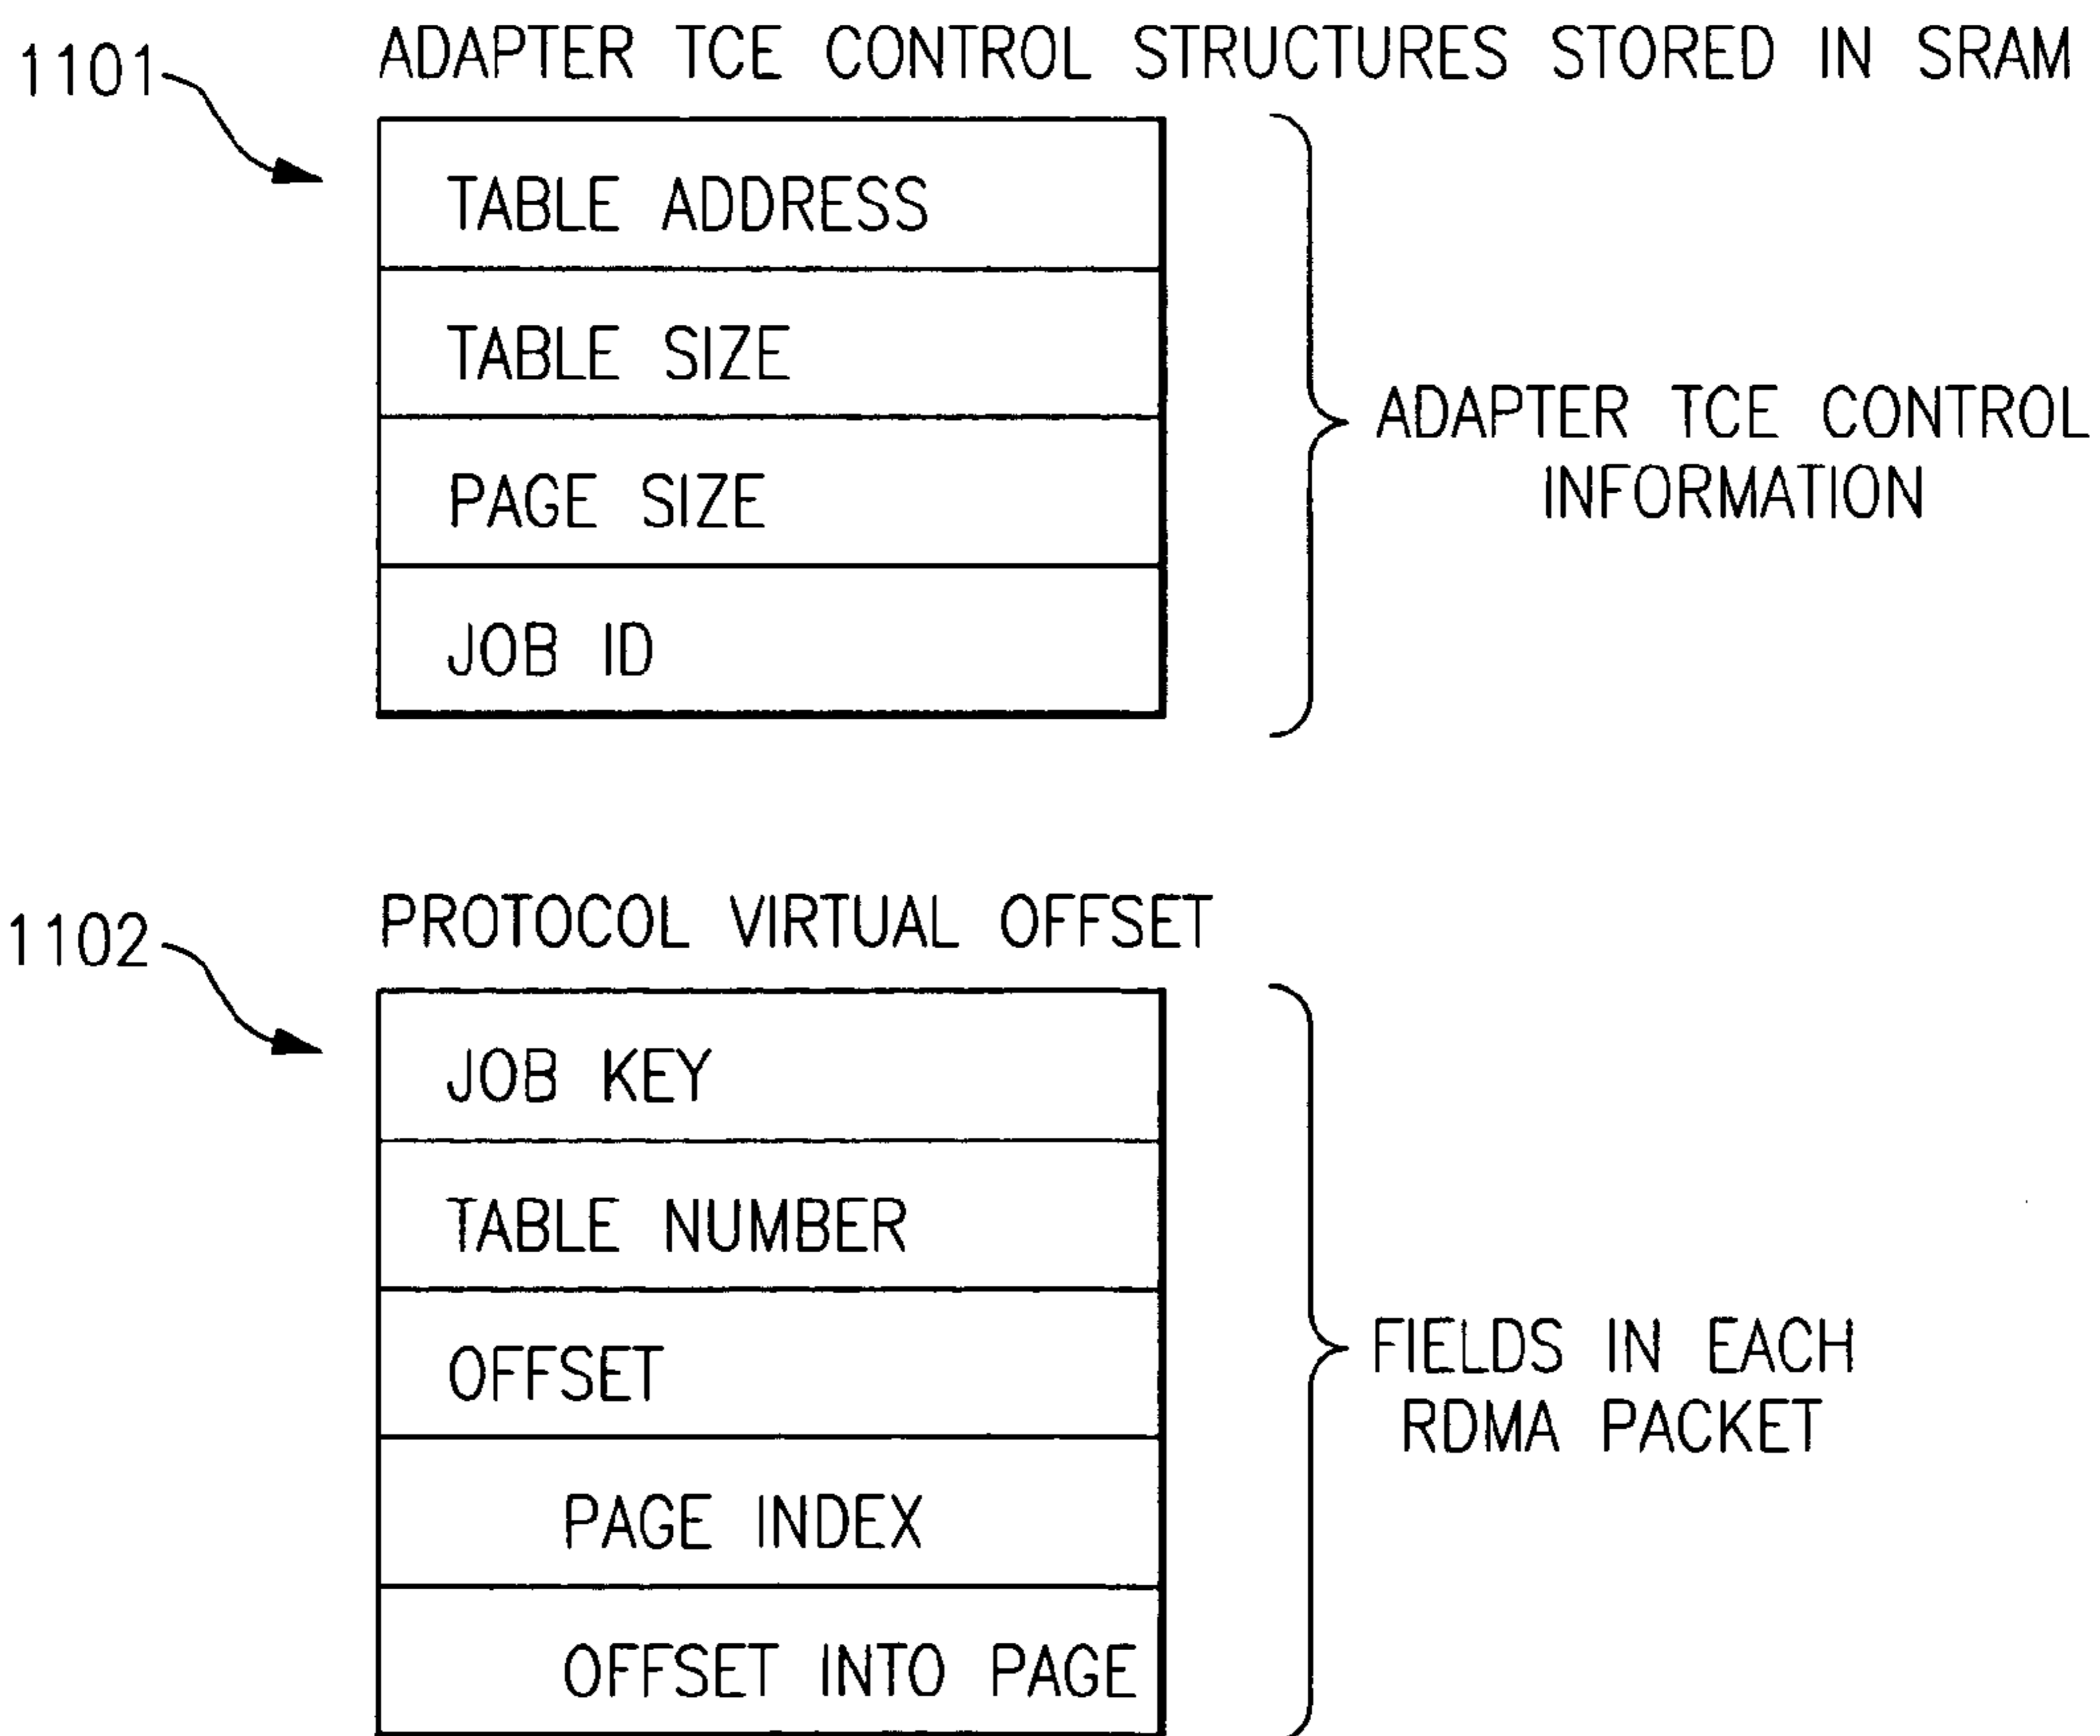 1101
ADAPTER TCE CONTROL STRUCTURES STORED IN SRAM
TABLE ADDRESS
TABLE SIZE
PAGE SIZE
JOB ID
ADAPTER TCE CONTROL
INFORMATION
1102
PROTOCOL VIRTUAL OFFSET
JOB KEY
TABLE NUMBER
OFFSET
PAGE INDEX
OFFSET INTO PAGE
FIELDS IN EACH
RDMA PACKET